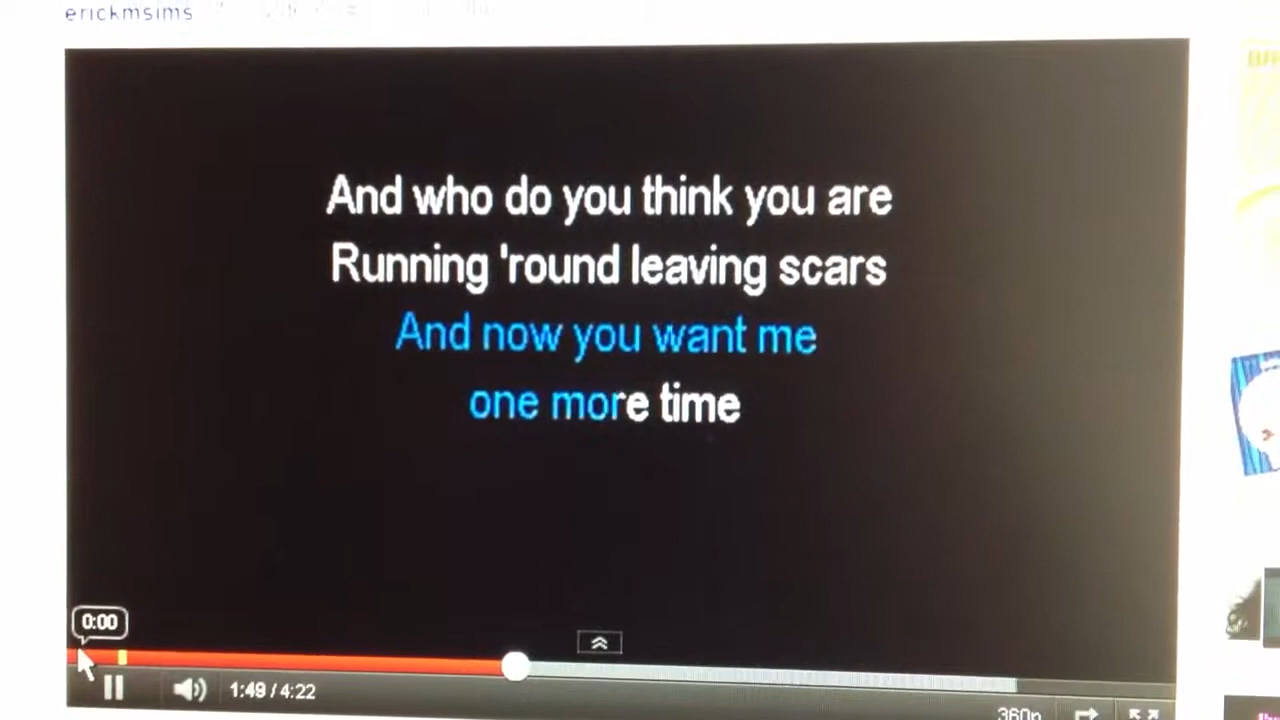 erickmsims
And who do you think you are
Running 'round leaving scars
And now you want me
one more time
0:00
1:49 / 4:22
360p